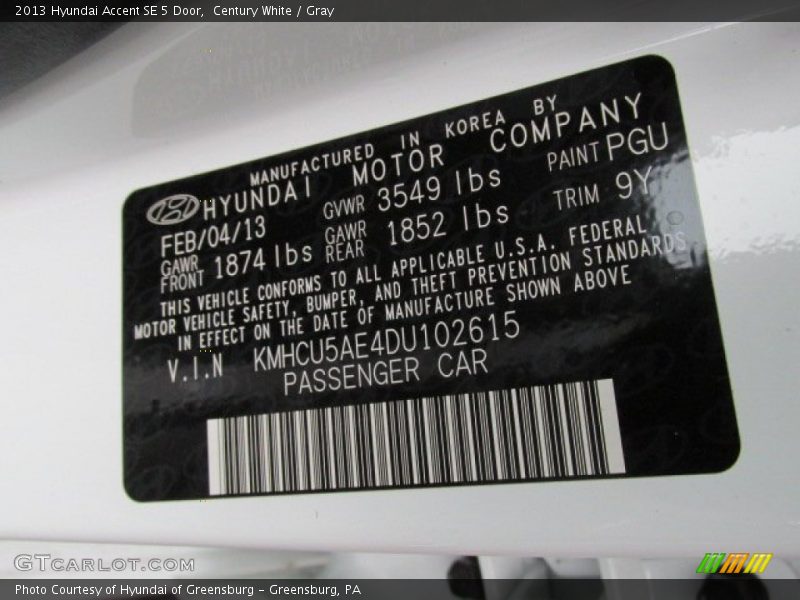 2013 Hyundai Accent SE 5 Door,  Century White / Gray
MANUFACTURED IN KOREA BY
HYUNDAI MOTOR COMPANY
FEB/04/13 GVWR 3549 lbs PAINT PGU
GAWR FRONT 1874 lbs GAWR REAR 1852 lbs TRIM 9Y
THIS VEHICLE CONFORMS TO ALL APPLICABLE U.S.A. FEDERAL
MOTOR VEHICLE SAFETY, BUMPER, AND THEFT PREVENTION STANDARDS
IN EFFECT ON THE DATE OF MANUFACTURE SHOWN ABOVE
V.I.N KMHCU5AE4DU102615
PASSENGER CAR
GTCARLOT.COM
Photo Courtesy of Hyundai of Greensburg - Greensburg, PA